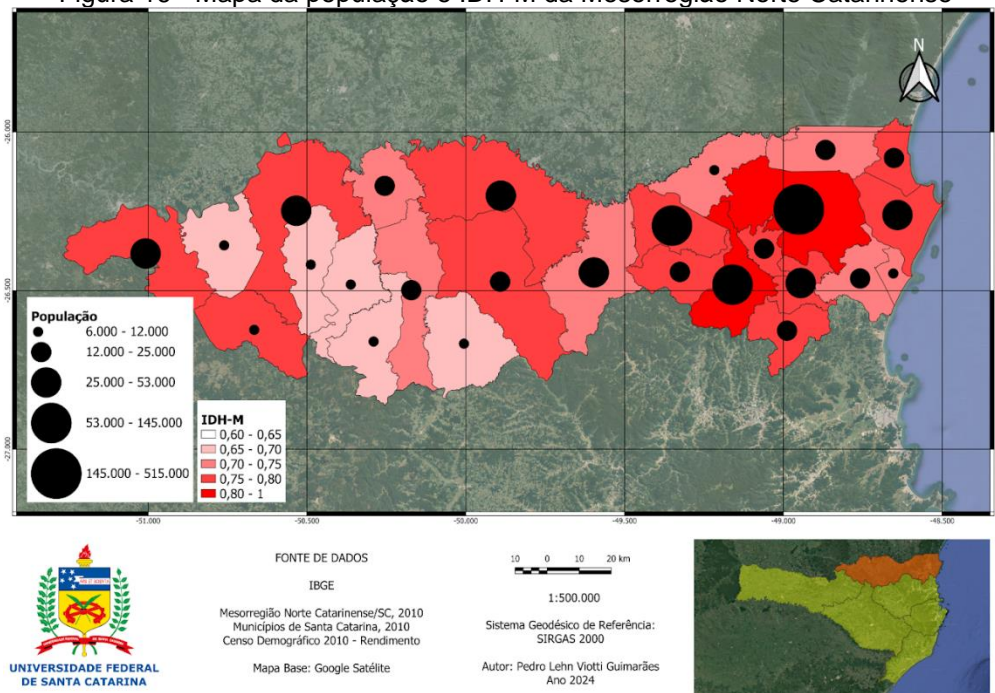 Figura 16 - Mapa da população e IDH-M da Mesorregião Norte Catarinense
N
-26.000
-26.500
-27.000
População
6.000 - 12.000
12.000 - 25.000
25.000 - 53.000
53.000 - 145.000
145.000 - 515.000
IDH-M
0,60 - 0,65
0,65 - 0,70
0,70 - 0,75
0,75 - 0,80
0,80 - 1
-51.000
-50.500
-50.000
-49.500
-49.000
-48.500
UNIVERSIDADE FEDERAL
DE SANTA CATARINA
FONTE DE DADOS
IBGE
Mesorregião Norte Catarinense/SC, 2010
Municípios de Santa Catarina, 2010
Censo Demográfico 2010 - Rendimento
Mapa Base: Google Satélite
10 0 10 20 km
1:500.000
Sistema Geodésico de Referência:
SIRGAS 2000
Autor: Pedro Lehn Viotti Guimarães
Ano 2024